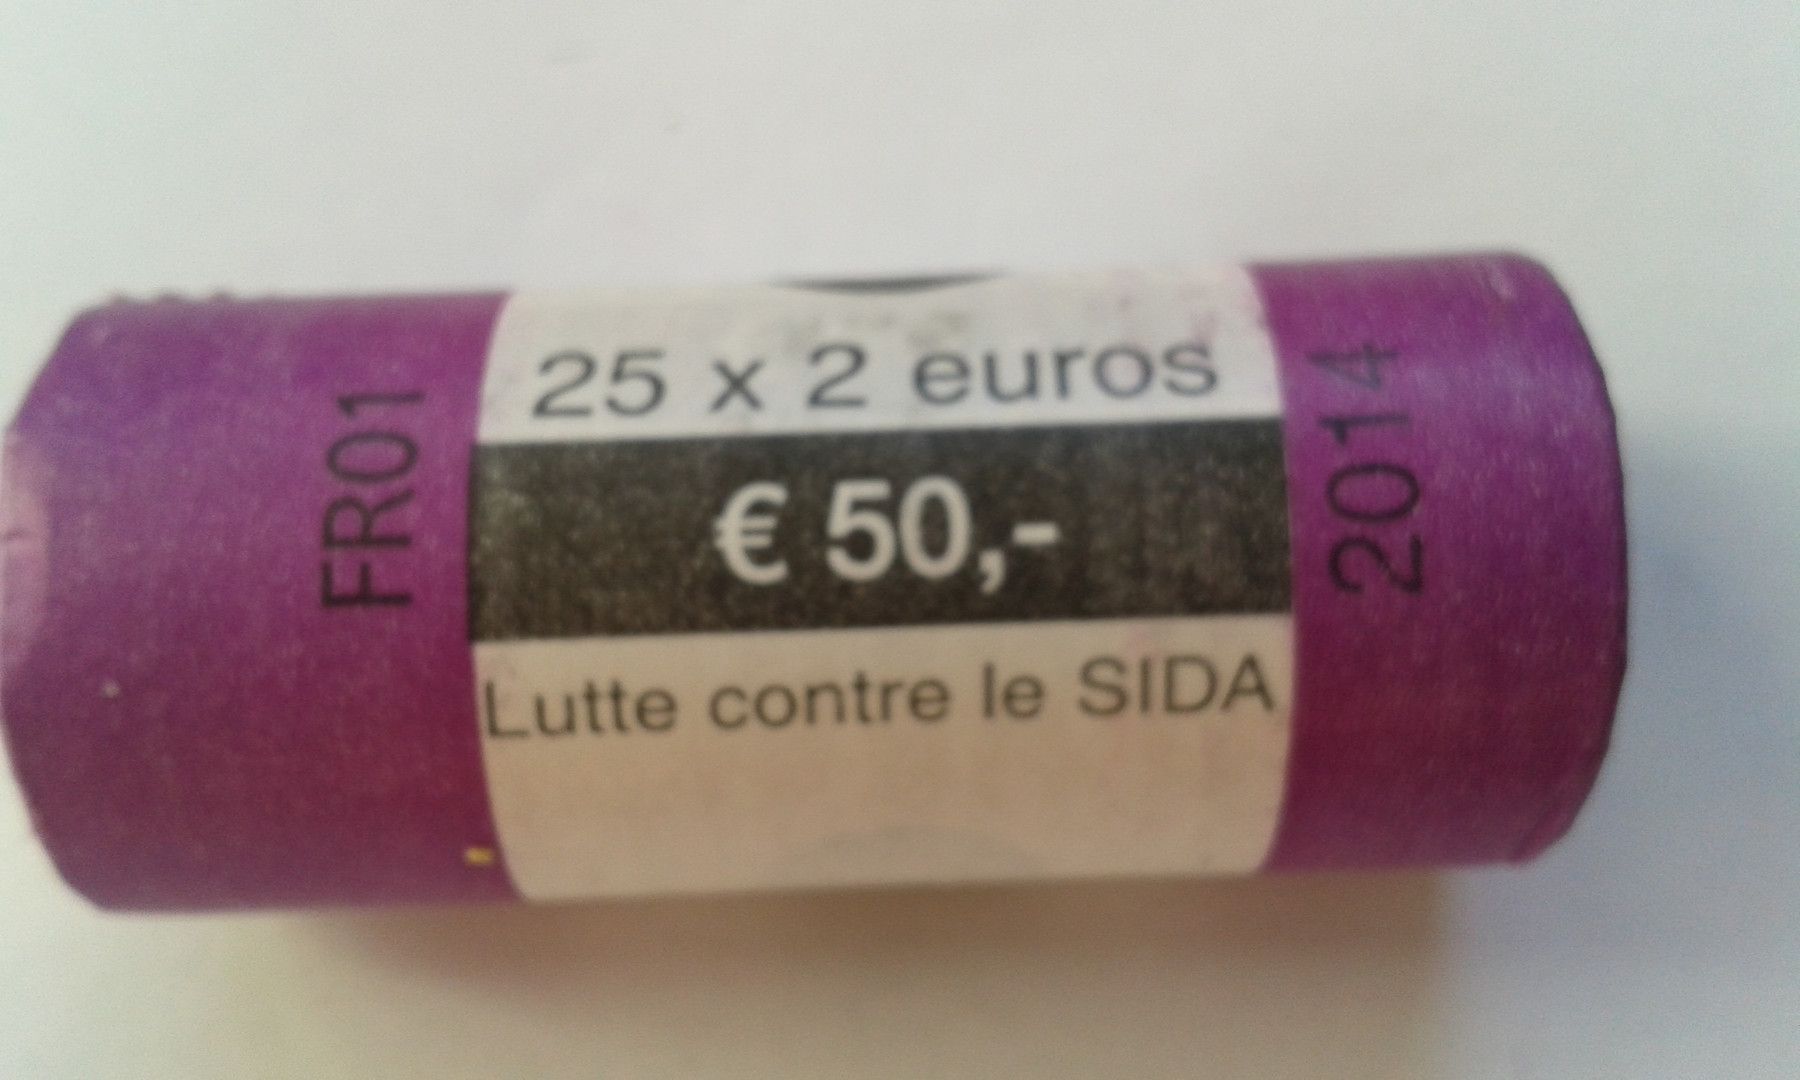 FR01
25 x 2 euros
€ 50,-
Lutte contre le SIDA
2014